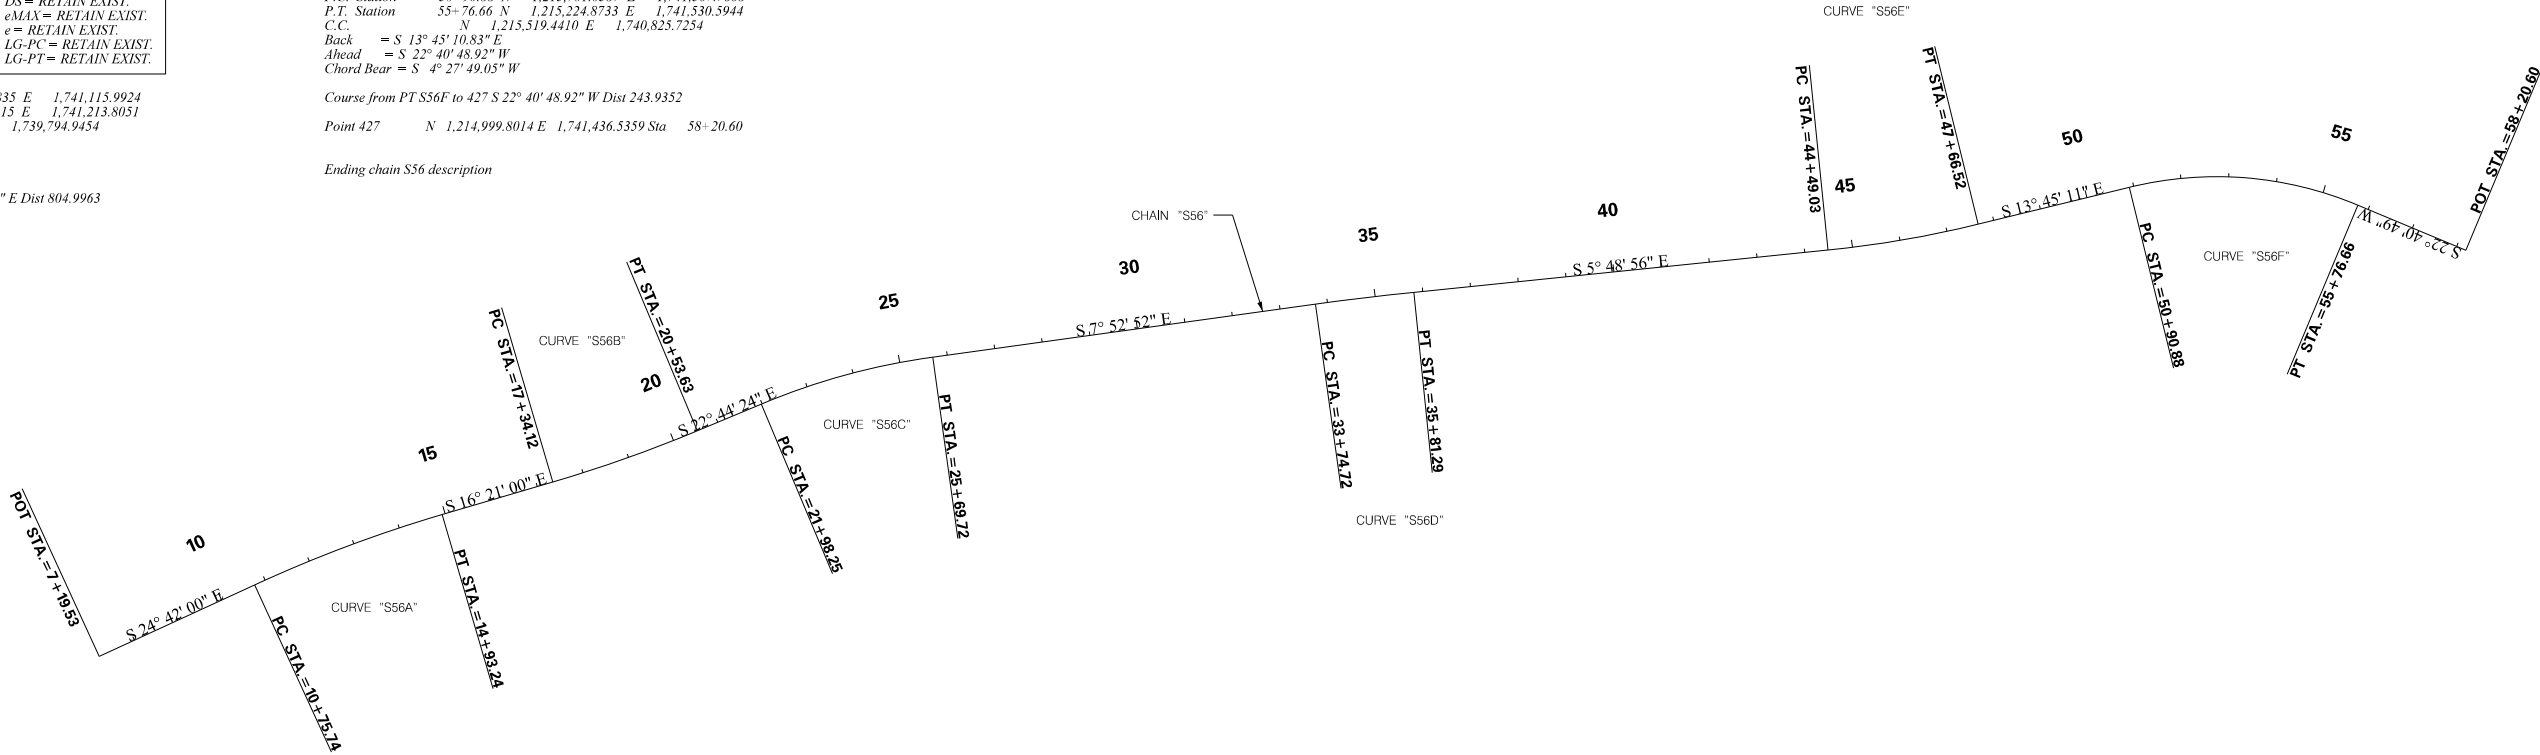 DS = RETAIN EXIST.
eMAX = RETAIN EXIST.
e = RETAIN EXIST.
LG-PC = RETAIN EXIST.
LG-PT = RETAIN EXIST.
E 1,741,115.9924
15 E 1,741,213.8051
1,739,794.9454
" E Dist 804.9963
P.T. Station 55+76.66 N 1,215,224.8733 E 1,741,530.5944
C.C. N 1,215,519.4410 E 1,740,825.7254
Back = S 13° 45' 10.83" E
Ahead = S 22° 40' 48.92" W
Chord Bear = S 4° 27' 49.05" W
Course from PT S56F to 427 S 22° 40' 48.92" W Dist 243.9352
Point 427 N 1,214,999.8014 E 1,741,436.5359 Sta 58+20.60
Ending chain S56 description
POT STA. = 7+19.53
S 24° 42' 00" E
10
PC STA. = 10+75.74
CURVE "S56A"
PT STA. = 14+93.24
15
S 16° 21' 00" E
PC STA. = 17+34.12
CURVE "S56B"
20
PT STA. = 20+53.63
S 22° 44' 24" E
PC STA. = 21+98.25
CURVE "S56C"
25
PT STA. = 25+69.72
30
S 7° 52' 52" E
CHAIN "S56"
PC STA. = 33+74.72
35
PT STA. = 35+81.29
CURVE "S56D"
40
S 5° 48' 56" E
PC STA. = 44+49.03
45
CURVE "S56E"
PT STA. = 47+66.52
S 13° 45' 11" E
50
PC STA. = 50+90.88
CURVE "S56F"
55
PT STA. = 55+76.66
S 22° 40' 49" W
POT STA. = 58+20.60